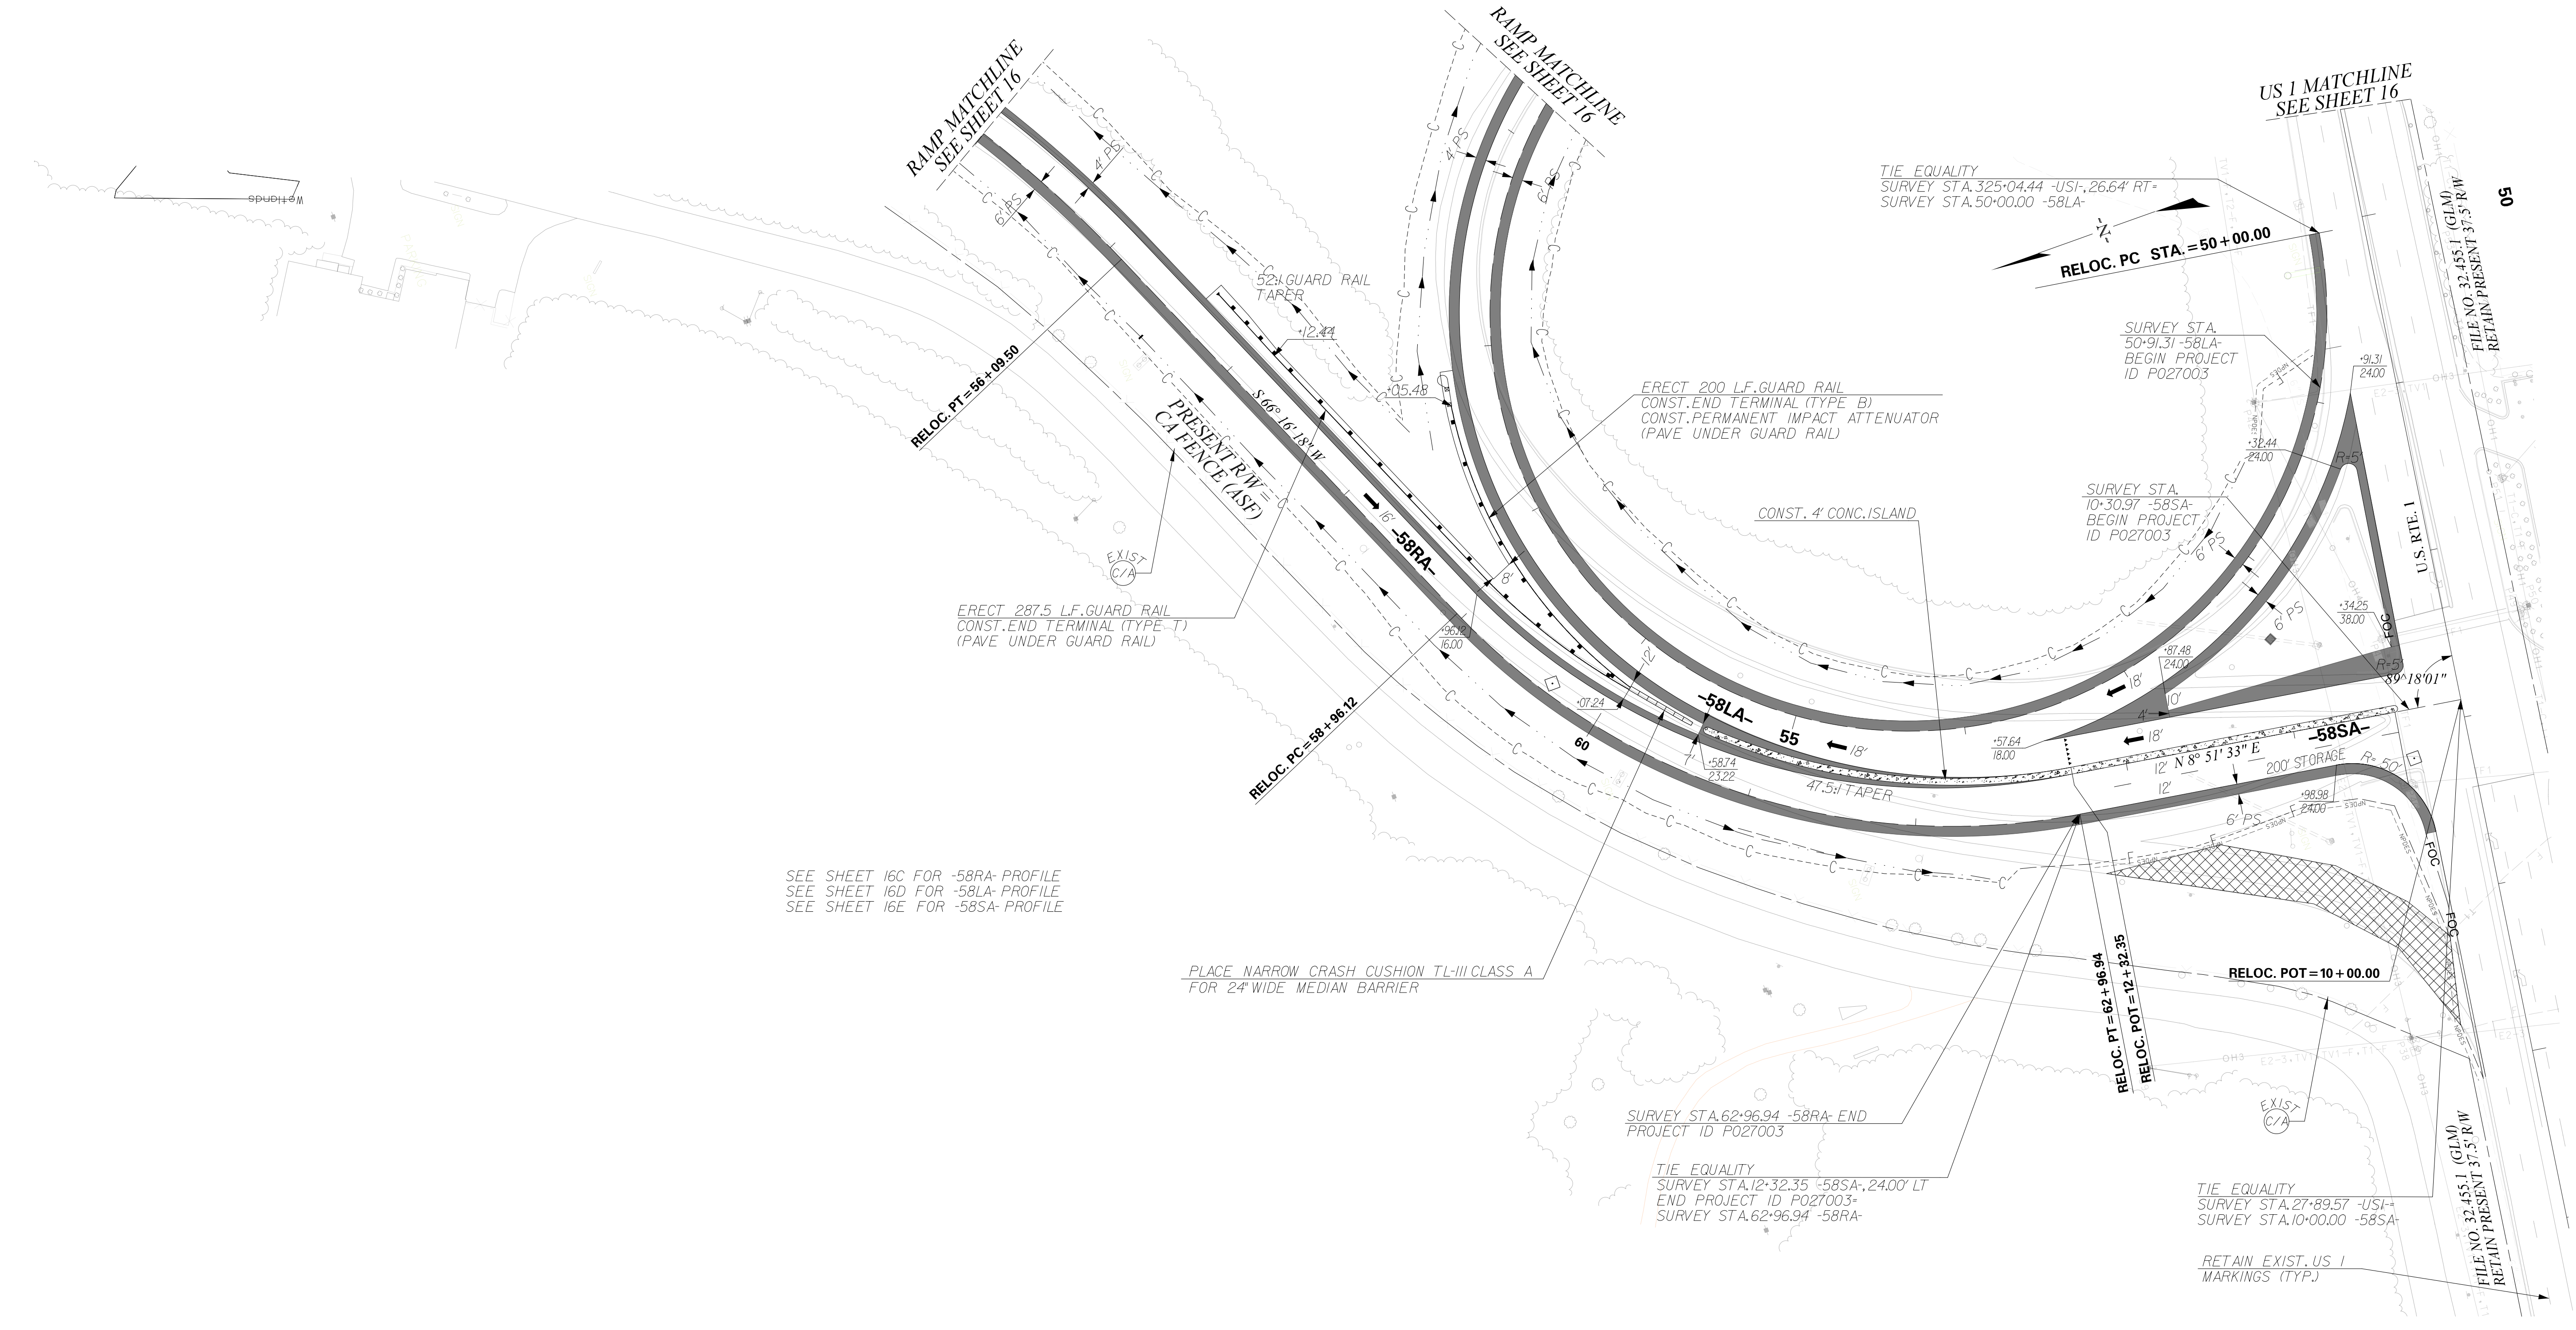 RAMP MATCHLINE
SEE SHEET 16
RAMP MATCHLINE
SEE SHEET 16
US 1 MATCHLINE
SEE SHEET 16
Wetlands
6' PS
4' PS
4' PS
6' PS
TIE EQUALITY
SURVEY STA. 325+04.44 -US1-, 26.64' RT=
SURVEY STA. 50+00.00 -58LA-
-N-
RELOC. PC STA. = 50+00.00
FILE NO. 32.455.1 (GLM)
RETAIN PRESENT 37.5' R/W
50
52:1 GUARD RAIL
TAPER
+12.44
+05.48
RELOC. PT = 56+09.50
S 66° 16' 18" W
PRESENT R/W =
CA FENCE (ASF)
SURVEY STA.
50+91.31 -58LA-
BEGIN PROJECT
ID P027003
+91.31
24.00
+32.44
24.00
R=5'
ERECT 200 L.F. GUARD RAIL
CONST. END TERMINAL (TYPE B)
CONST. PERMANENT IMPACT ATTENUATOR
(PAVE UNDER GUARD RAIL)
CONST. 4' CONC. ISLAND
SURVEY STA.
10+30.97 -58SA-
BEGIN PROJECT
ID P027003
U.S. RTE. 1
6' PS
6' PS
+34.25
38.00
FOC
R=5'
89^18'01"
EXIST
C/A
16'
-58RA-
8'
ERECT 287.5 L.F. GUARD RAIL
CONST. END TERMINAL (TYPE T)
(PAVE UNDER GUARD RAIL)
+96.12
16.00
RELOC. PC = 58+96.12
+07.24
60
2'
7'
+58.74
23.22
-58LA-
55
18'
47.5:1 TAPER
+57.64
18.00
+87.48
24.00
18'
10'
4'
18'
12'
12'
N 8° 51' 33" E
-58SA-
200' STORAGE
R= 50'
+98.98
24.00
6' PS
NPDES
FOC
FOC
SEE SHEET 16C FOR -58RA- PROFILE
SEE SHEET 16D FOR -58LA- PROFILE
SEE SHEET 16E FOR -58SA- PROFILE
PLACE NARROW CRASH CUSHION TL-III CLASS A
FOR 24" WIDE MEDIAN BARRIER
RELOC. PT = 62+96.94
RELOC. POT = 12+32.35
RELOC. POT = 10+00.00
OH3
SURVEY STA. 62+96.94 -58RA- END
PROJECT ID P027003
TIE EQUALITY
SURVEY STA. 12+32.35 -58SA-, 24.00' LT
END PROJECT ID P027003=
SURVEY STA. 62+96.94 -58RA-
EXIST
C/A
TIE EQUALITY
SURVEY STA. 27+89.57 -US1-=
SURVEY STA. 10+00.00 -58SA-
RETAIN EXIST. US 1
MARKINGS (TYP.)
FILE NO. 32.455.1 (GLM)
RETAIN PRESENT 37.5' R/W